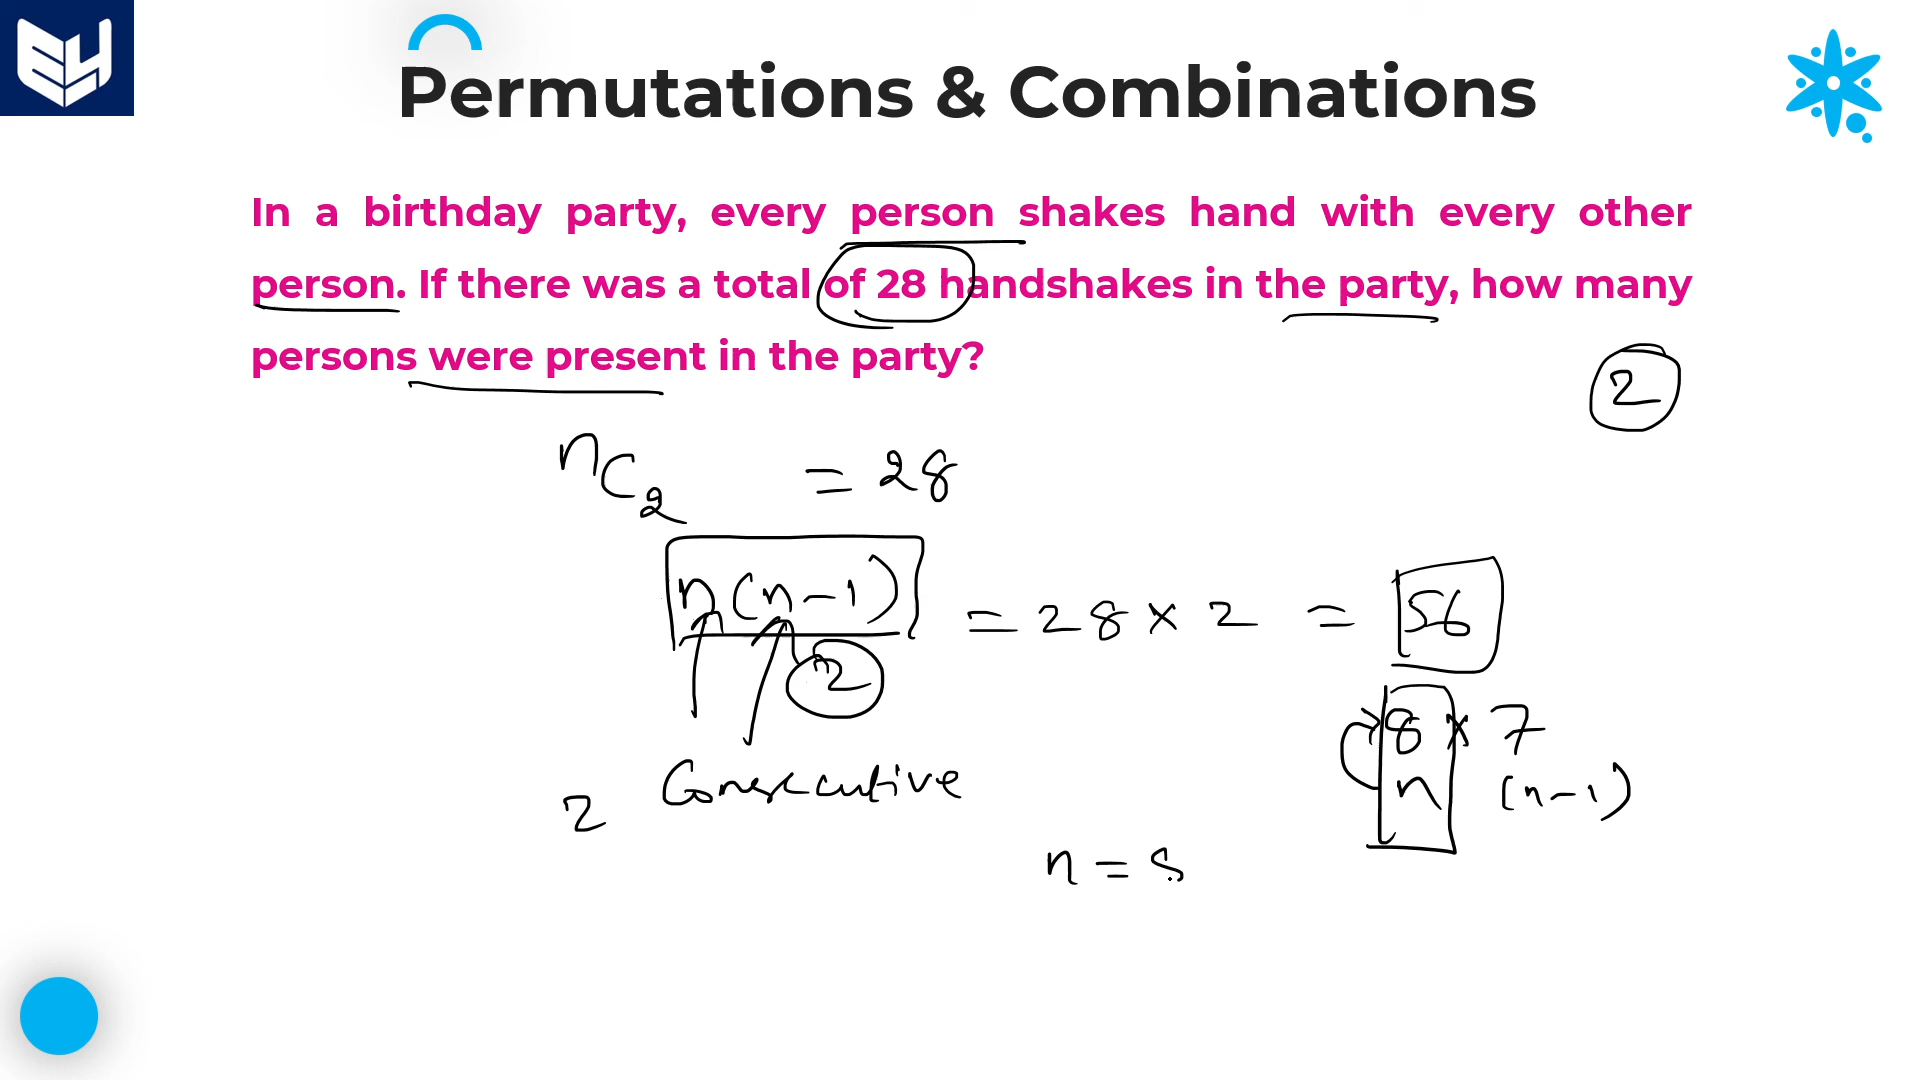 EY
Permutations & Combinations
In a birthday party, every person shakes hand with every other
person. If there was a total of 28 handshakes in the party, how many
persons were present in the party?
2
nC2 = 28
n(n-1) = 28 × 2 = 56
2
8 × 7
2 Consecutive
n (n-1)
n = 8